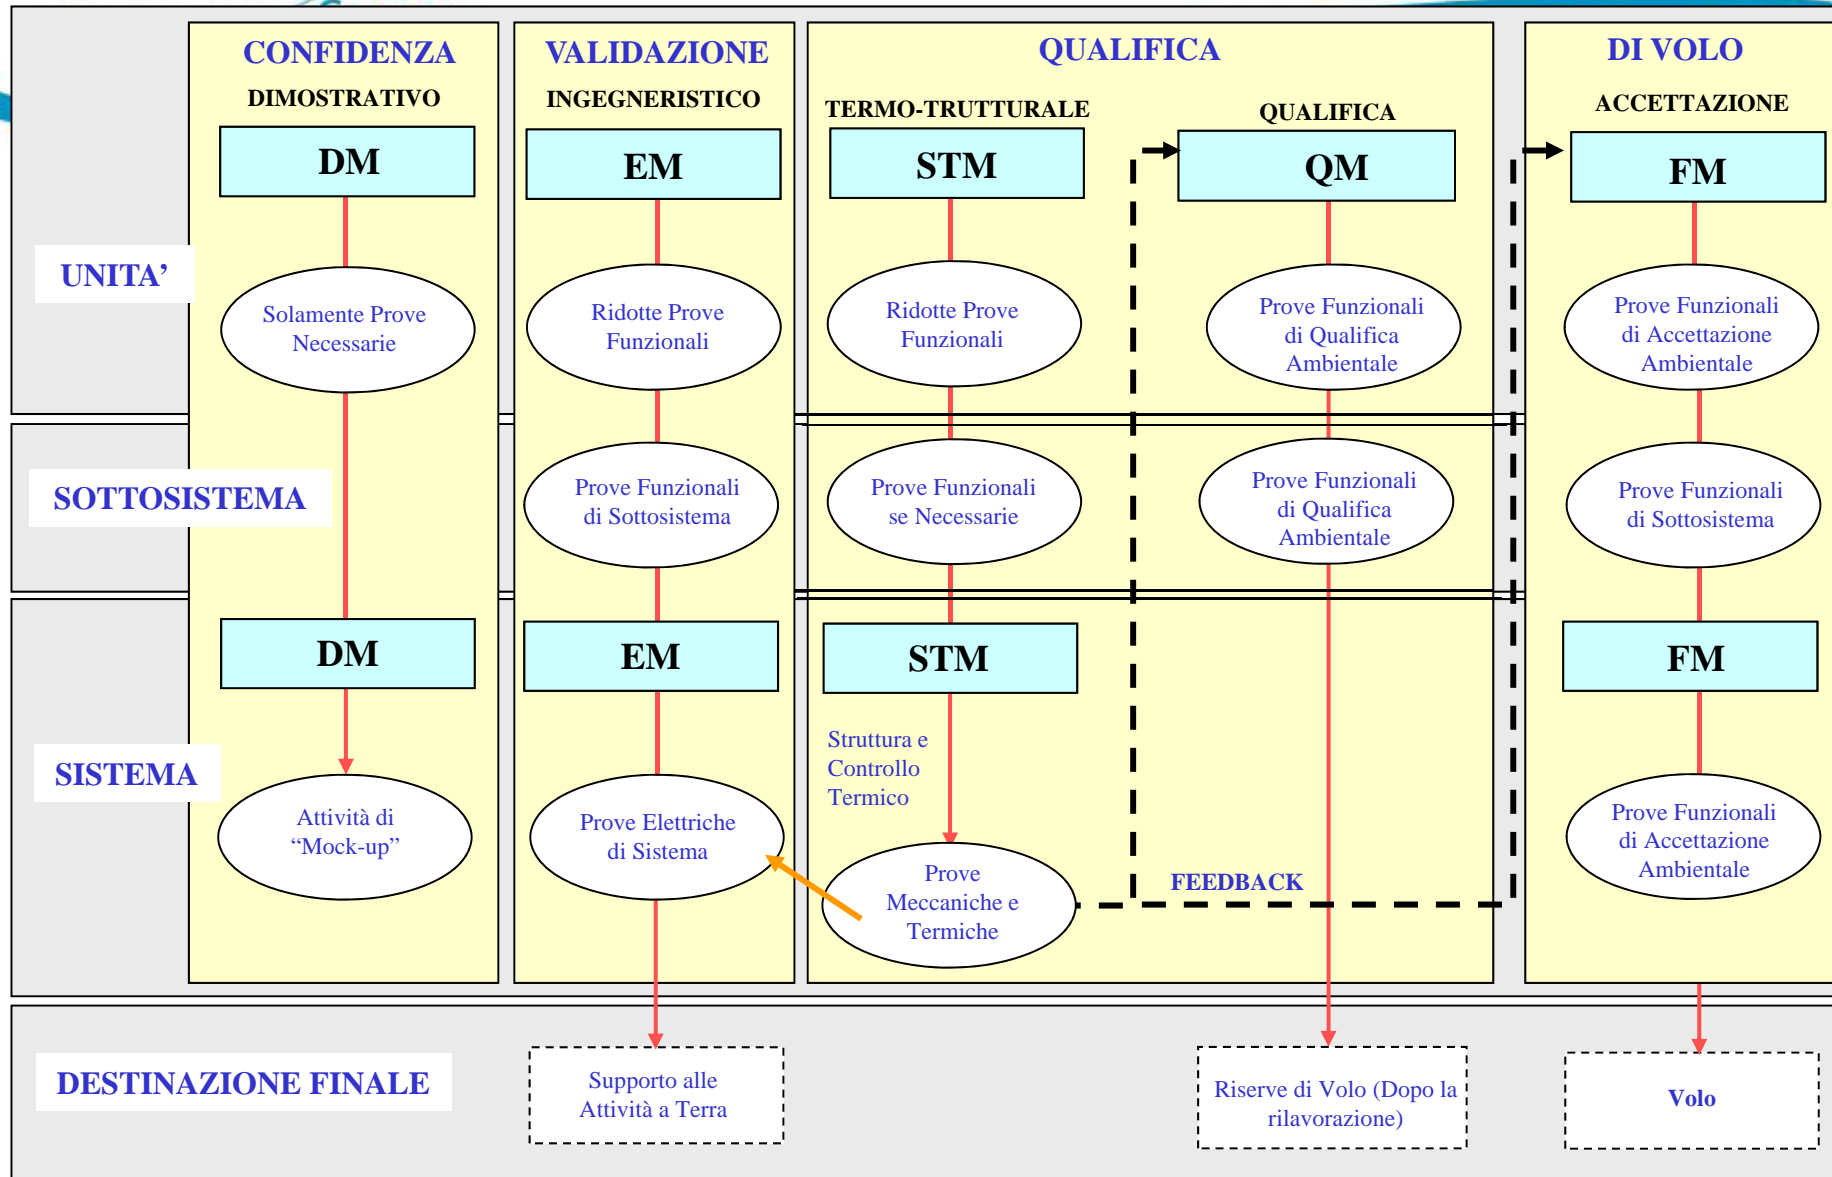 CONFIDENZA
DIMOSTRATIVO
DM
Solamente Prove
Necessarie
DM
Attività di
“Mock-up”
VALIDAZIONE
INGEGNERISTICO
EM
Ridotte Prove
Funzionali
Prove Funzionali
di Sottosistema
EM
Prove Elettriche
di Sistema
Supporto alle
Attività a Terra
QUALIFICA
TERMO-TRUTTURALE
STM
Ridotte Prove
Funzionali
Prove Funzionali
se Necessarie
STM
Struttura e
Controllo
Termico
Prove
Meccaniche e
Termiche
FEEDBACK
QUALIFICA
QM
Prove Funzionali
di Qualifica
Ambientale
Prove Funzionali
di Qualifica
Ambientale
Riserve di Volo (Dopo la
rilavorazione)
DI VOLO
ACCETTAZIONE
FM
Prove Funzionali
di Accettazione
Ambientale
Prove Funzionali
di Sottosistema
FM
Prove Funzionali
di Accettazione
Ambientale
Volo
UNITA’
SOTTOSISTEMA
SISTEMA
DESTINAZIONE FINALE